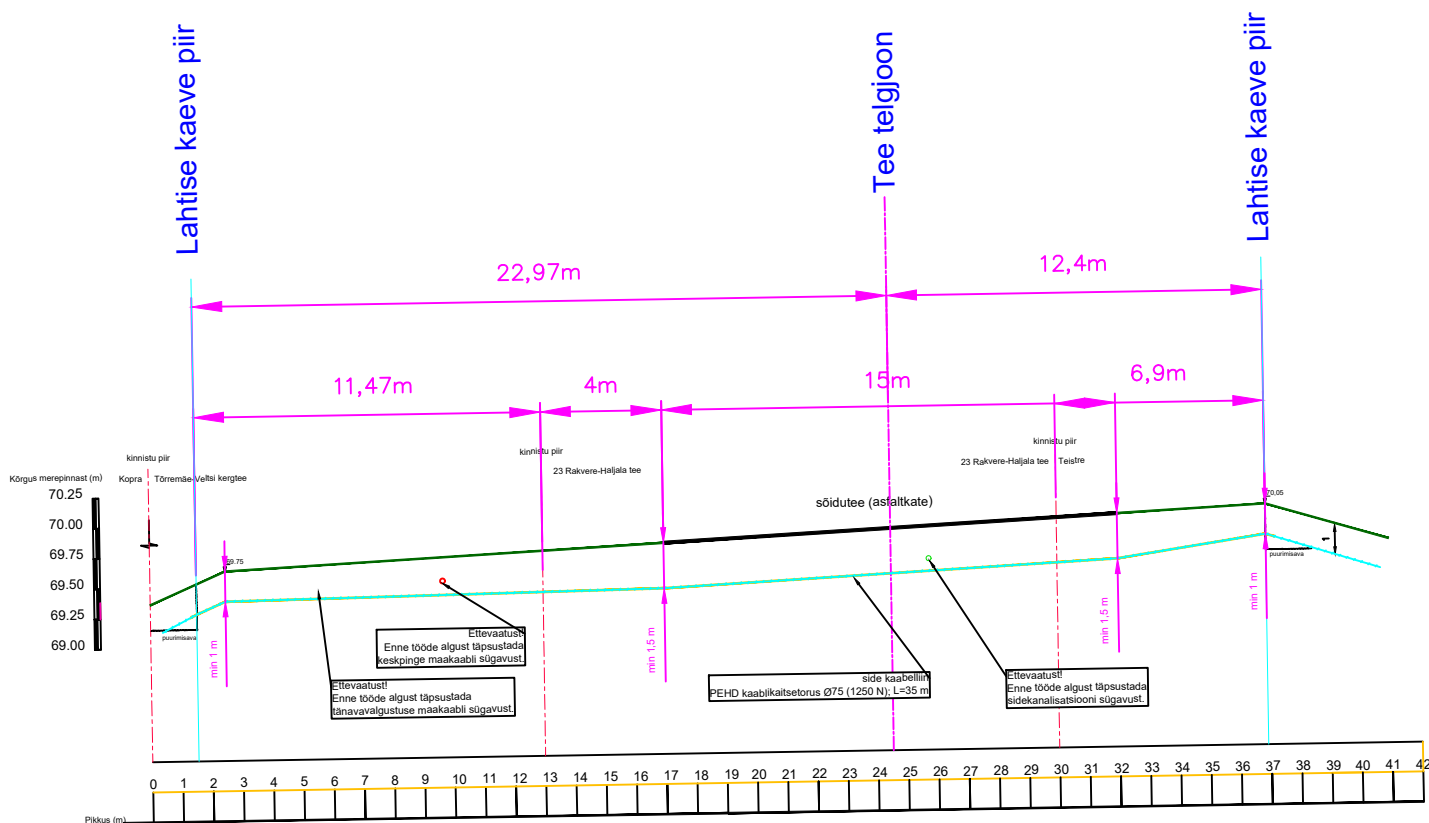 Lahtise kaeve piir
Tee telgjoon
Lahtise kaeve piir
22,97m
12,4m
11,47m
4m
15m
6,9m
kinnistu piir
Kopra
Tõrremäe-Veltsi kergtee
kinnistu piir
23 Rakvere-Haljala tee
kinnistu piir
23 Rakvere-Haljala tee
Teistre
Kõrgus merepinnast (m)
70.25
70.00
69.75
69.50
69.25
69.00
sõidutee (asfaltkate)
69.75
70,05
1
puurimisava
puurimisava
min 1 m
min 1,5 m
min 1,5 m
min 1 m
Ettevaatust!
Enne tööde algust täpsustada
keskpinge maakaabli sügavust.
Ettevaatust!
Enne tööde algust täpsustada
tänavavalgustuse maakaabli sügavust.
side kaabelliin
PEHD kaablikaitsetorus Ø75 (1250 N); L=35 m
Ettevaatust!
Enne tööde algust täpsustada
sidekanalisatsiooni sügavust.
0 1 2 3 4 5 6 7 8 9 10 11 12 13 14 15 16 17 18 19 20 21 22 23 24 25 26 27 28 29 30 31 32 33 34 35 36 37 38 39 40 41 42
Pikkus (m)